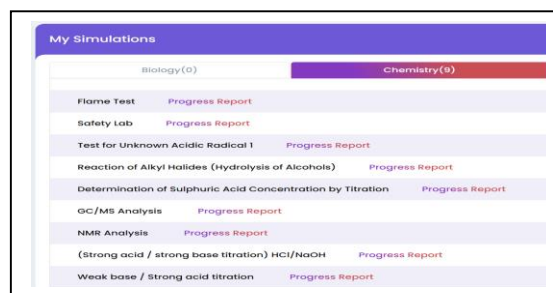 My Simulations
Biology(0) Chemistry(9)
Flame Test Progress Report
Safety Lab Progress Report
Test for Unknown Acidic Radical 1 Progress Report
Reaction of Alkyl Halides (Hydrolysis of Alcohols) Progress Report
Determination of Sulphuric Acid Concentration by Titration Progress Report
GC/MS Analysis Progress Report
NMR Analysis Progress Report
(Strong acid / strong base titration) HCl/NaOH Progress Report
Weak base / Strong acid titration Progress Report